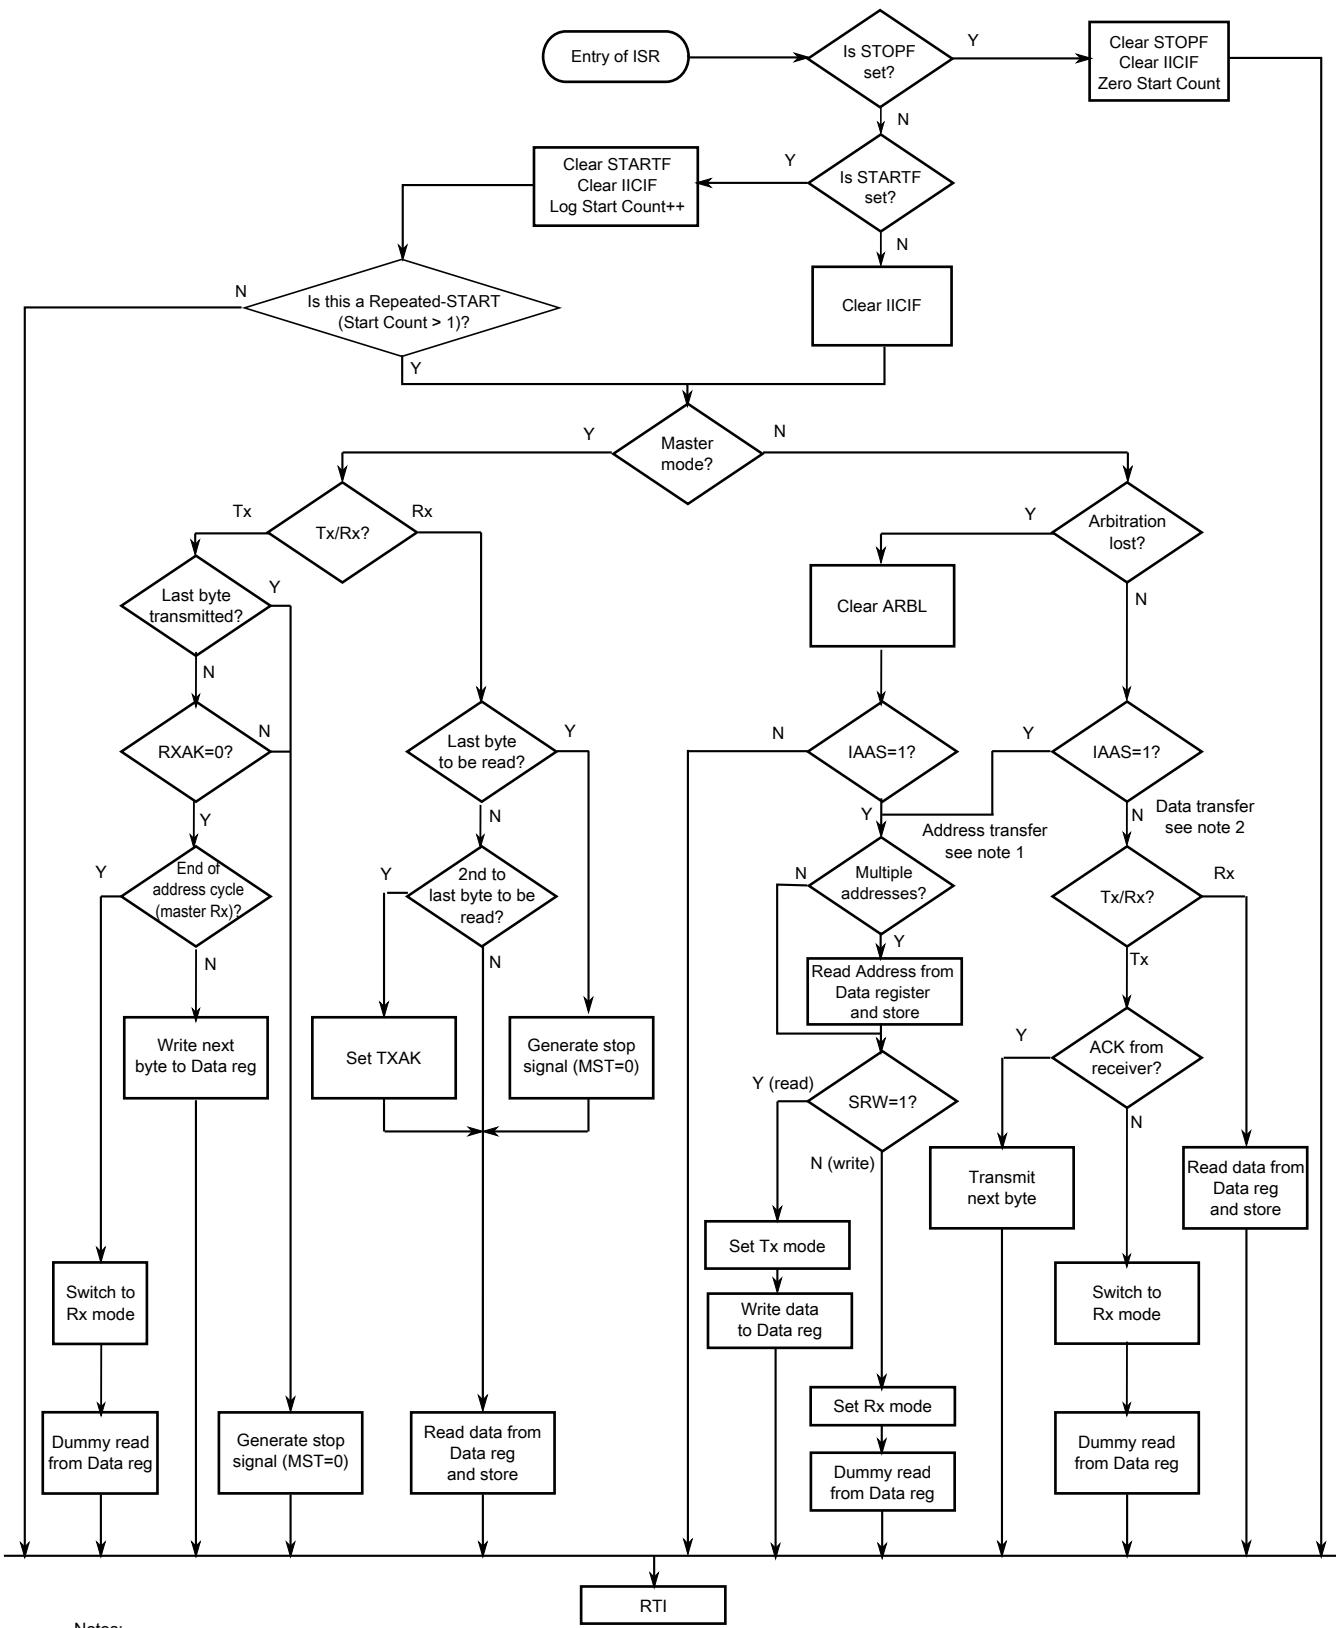 Entry of ISR
Is STOPF
set?
Y
Clear STOPF
Clear IICIF
Zero Start Count
N
Clear STARTF
Clear IICIF
Log Start Count++
Y
Is STARTF
set?
N
N
Is this a Repeated-START
(Start Count > 1)?
Clear IICIF
Y
Y
Master
mode?
N
Tx
Tx/Rx?
Rx
Y
Arbitration
lost?
Last byte
transmitted?
Y
Clear ARBL
N
N
RXAK=0?
N
Last byte
to be read?
Y
N
IAAS=1?
Y
IAAS=1?
Y
N
Y
Address transfer
see note 1
N
Data transfer
see note 2
Y
End of
address cycle
(master Rx)?
Y
2nd to
last byte to be
read?
N
Multiple
addresses?
Tx/Rx?
Rx
N
N
Y
Tx
Read Address from
Data register
and store
Write next
byte to Data reg
Set TXAK
Generate stop
signal (MST=0)
Y
ACK from
receiver?
Y (read)
SRW=1?
N
N (write)
Transmit
next byte
Read data from
Data reg
and store
Set Tx mode
Switch to
Rx mode
Write data
to Data reg
Switch to
Rx mode
Set Rx mode
Dummy read
from Data reg
Generate stop
signal (MST=0)
Read data from
Data reg
and store
Dummy read
from Data reg
Dummy read
from Data reg
RTI
Notes: